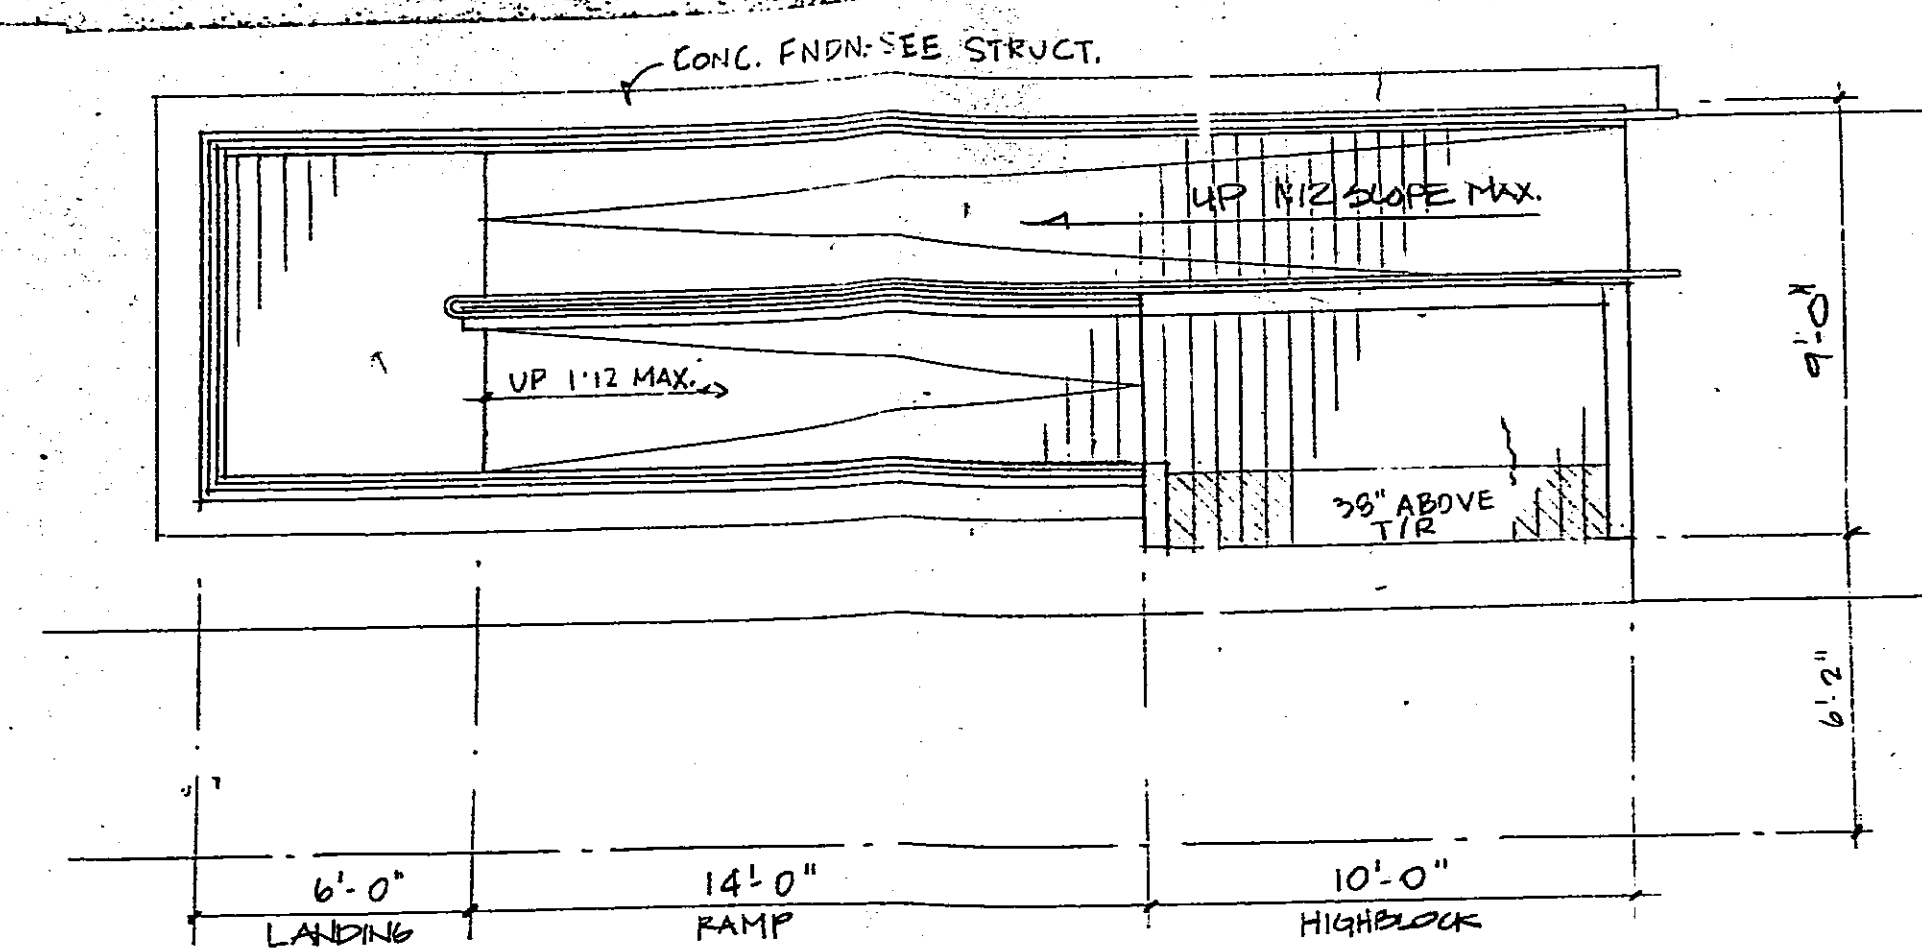 CONC. FNDN. SEE STRUCT.
UP 1:12 SLOPE MAX.
UP 1:12 MAX.
38" ABOVE
T/R
9'-0"
6'-2"
6'-0"
LANDING
14'-0"
RAMP
10'-0"
HIGHBLOCK